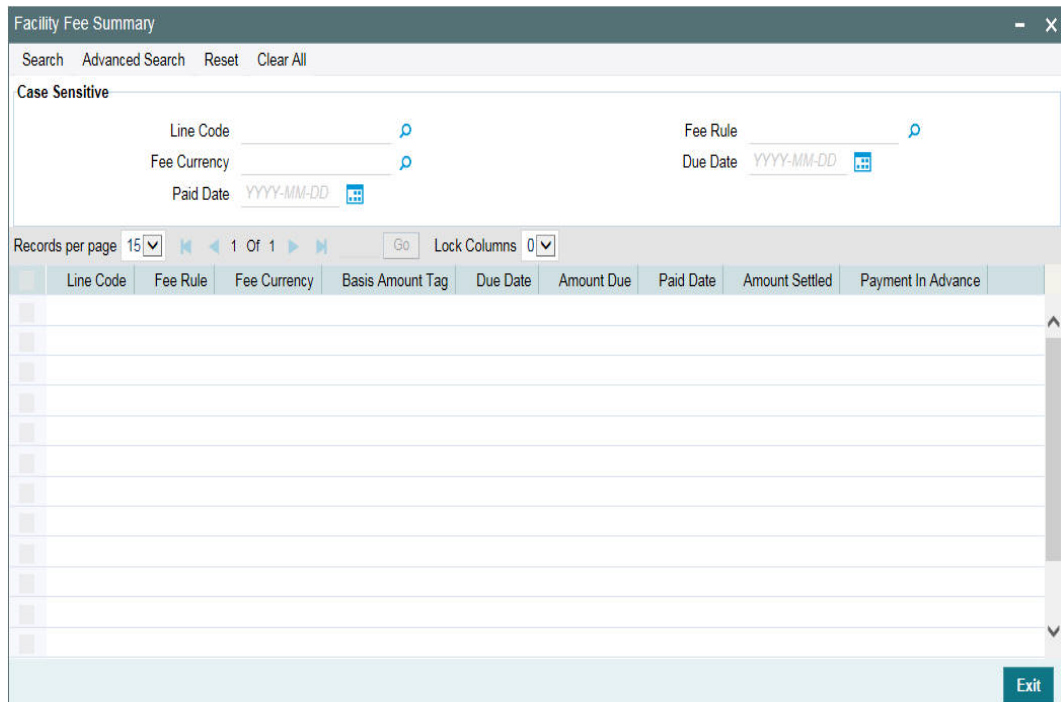 Facility Fee Summary
Search Advanced Search Reset Clear All
Case Sensitive
Line Code Fee Rule
Fee Currency Due Date YYYY-MM-DD
Paid Date YYYY-MM-DD
Records per page 15 1 Of 1 Go Lock Columns 0
Line Code Fee Rule Fee Currency Basis Amount Tag Due Date Amount Due Paid Date Amount Settled Payment In Advance
Exit